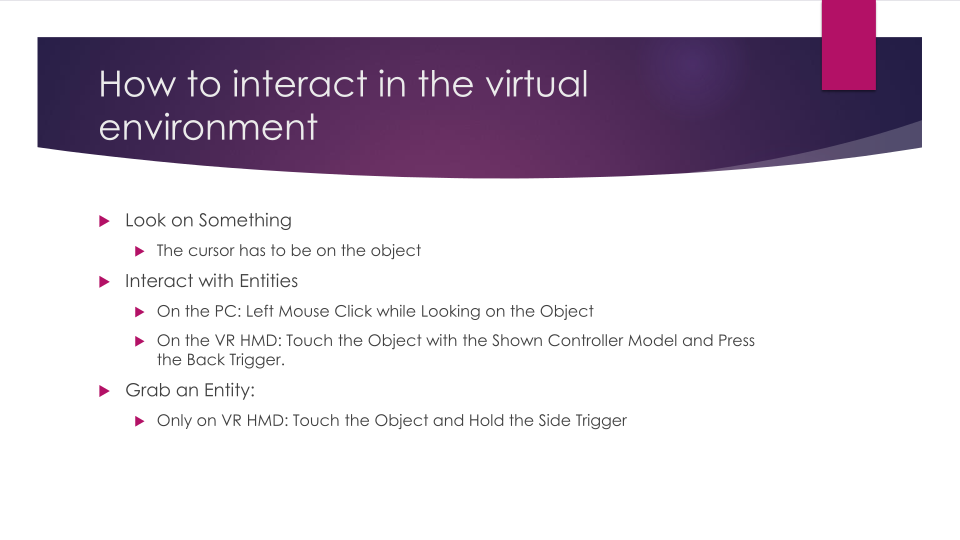 How to interact in the virtual
environment
Look on Something
The cursor has to be on the object
Interact with Entities
On the PC: Left Mouse Click while Looking on the Object
On the VR HMD: Touch the Object with the Shown Controller Model and Press
the Back Trigger.
Grab an Entity:
Only on VR HMD: Touch the Object and Hold the Side Trigger